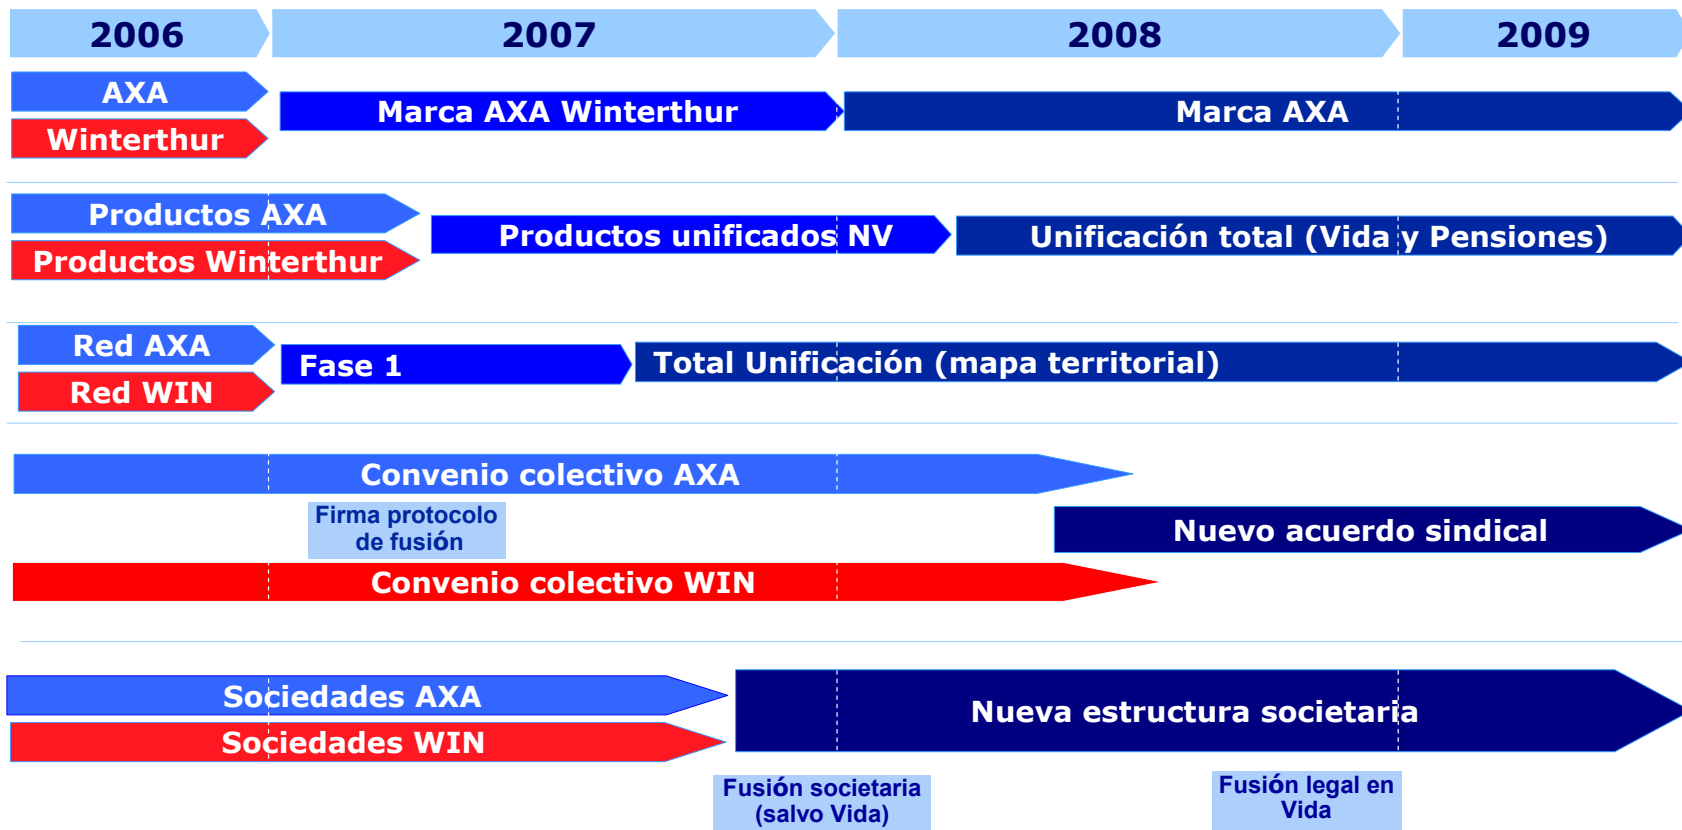 2006
2007
2008
2009
AXA
Winterthur
Marca AXA Winterthur
Marca AXA
Productos AXA
Productos Winterthur
Productos unificados NV
Unificación total (Vida y Pensiones)
Red AXA
Red WIN
Fase 1
Total Unificación (mapa territorial)
Convenio colectivo AXA
Firma protocolo
de fusión
Nuevo acuerdo sindical
Convenio colectivo WIN
Sociedades AXA
Sociedades WIN
Nueva estructura societaria
Fusión societaria
(salvo Vida)
Fusión legal en
Vida